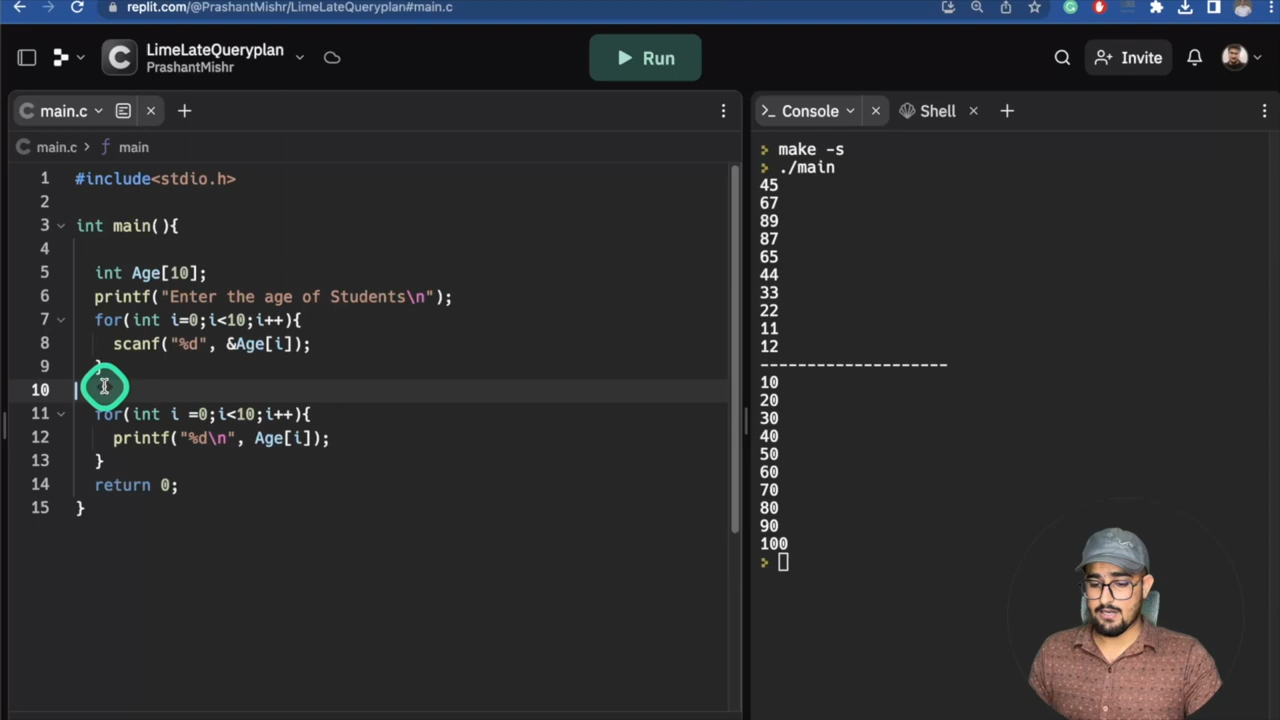 replit.com/@PrashantMishr/LimeLateQueryplan#main.c
LimeLateQueryplan
PrashantMishr
Run
Invite
main.c
Console
Shell
main.c > f main
1 #include<stdio.h>
2
3 int main(){
4
5 int Age[10];
6 printf("Enter the age of Students\n");
7 for(int i=0;i<10;i++){
8 scanf("%d", &Age[i]);
9 }
10
11 for(int i =0;i<10;i++){
12 printf("%d\n", Age[i]);
13 }
14 return 0;
15 }
> make -s
> ./main
45
67
89
87
65
44
33
22
11
12
--------------------
10
20
30
40
50
60
70
80
90
100
>